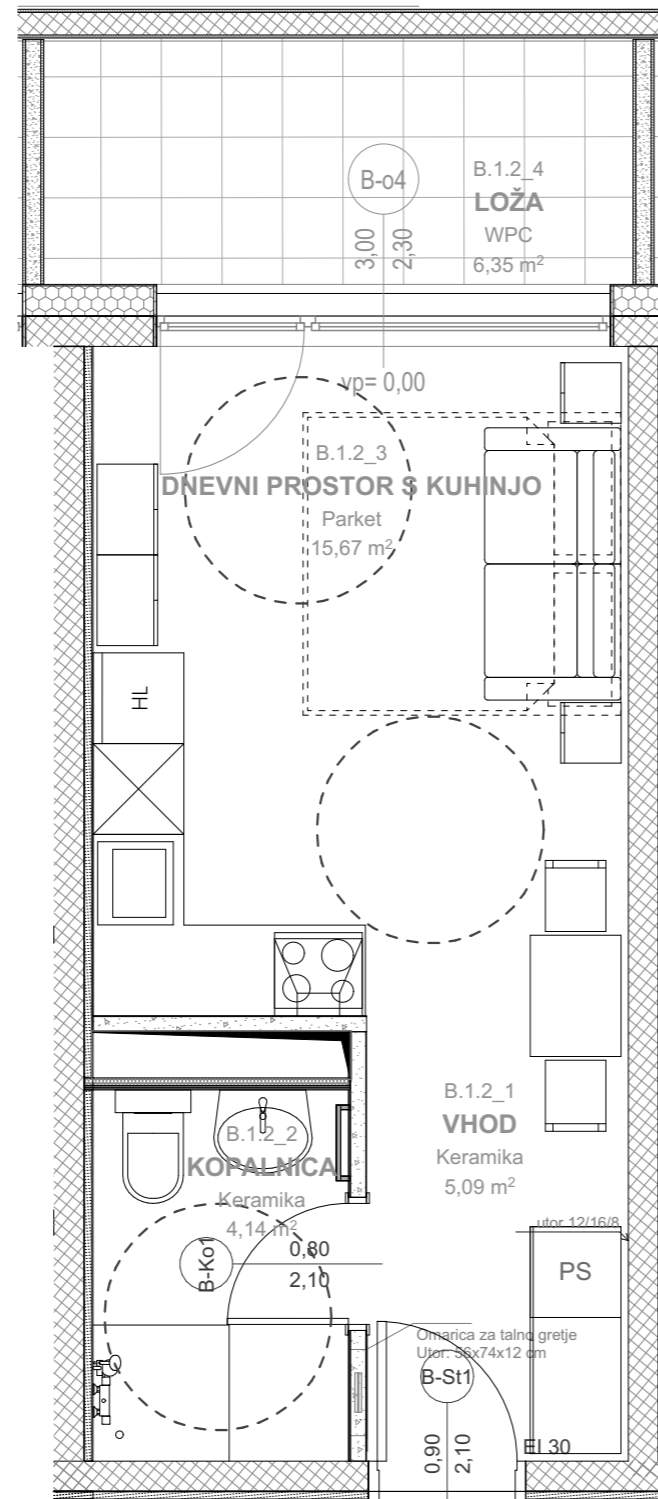 B-o4
3,00
2,30
B.1.2_4
LOŽA
WPC
6,35 m²
vp= 0,00
B.1.2_3
DNEVNI PROSTOR S KUHINJO
Parket
15,67 m²
HL
B.1.2_1
VHOD
Keramika
5,09 m²
B.1.2_2
KOPALNICA
Keramika
4,14 m²
B-Ko1
0,80
2,10
utor 12/16/8
PS
Omarica za talno gretje
Utor: 56x74x12 cm
B-St1
0,90
2,10
EI 30